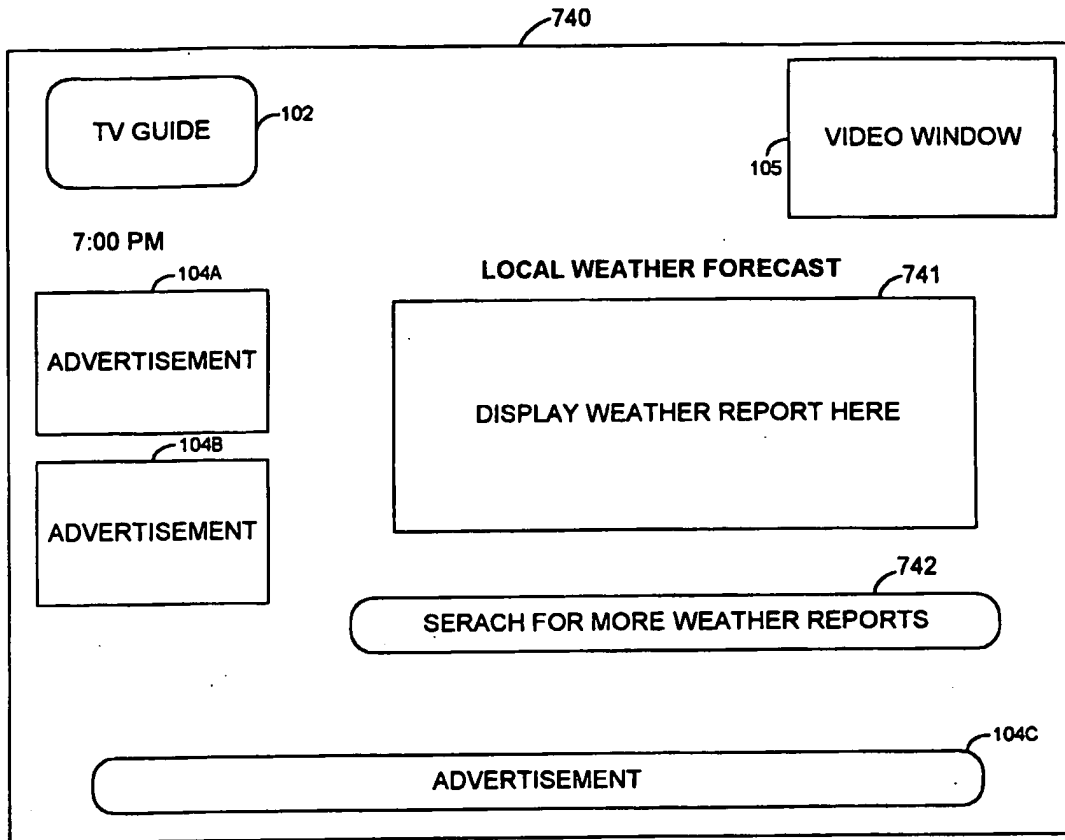 740
TV GUIDE
102
VIDEO WINDOW
105
7:00 PM
104A
ADVERTISEMENT
LOCAL WEATHER FORECAST
741
DISPLAY WEATHER REPORT HERE
104B
ADVERTISEMENT
742
SERACH FOR MORE WEATHER REPORTS
104C
ADVERTISEMENT